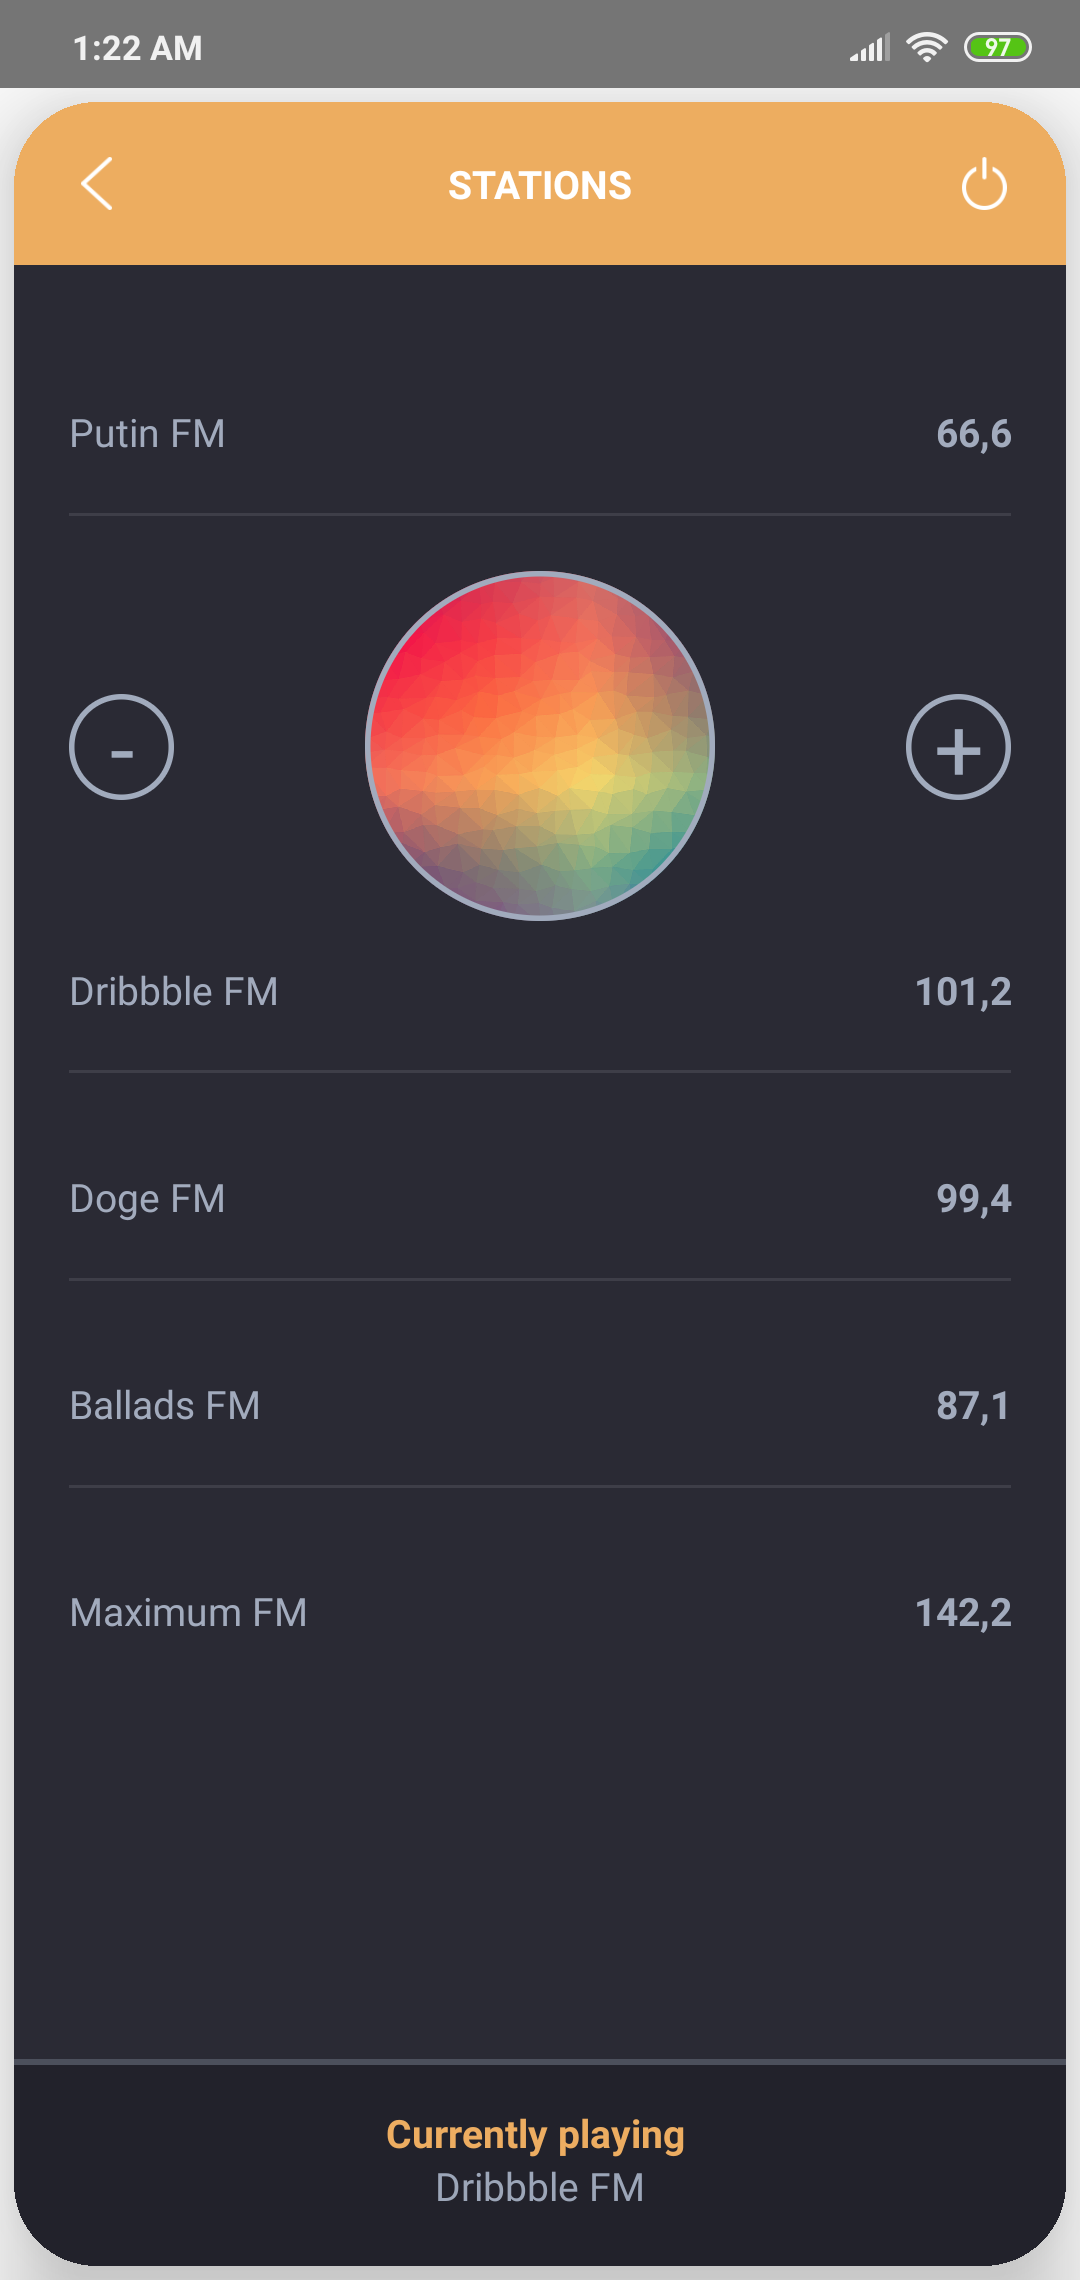 1:22 AM 97
STATIONS
Putin FM 66,6
- +
Dribbble FM 101,2
Doge FM 99,4
Ballads FM 87,1
Maximum FM 142,2
Currently playing
Dribbble FM